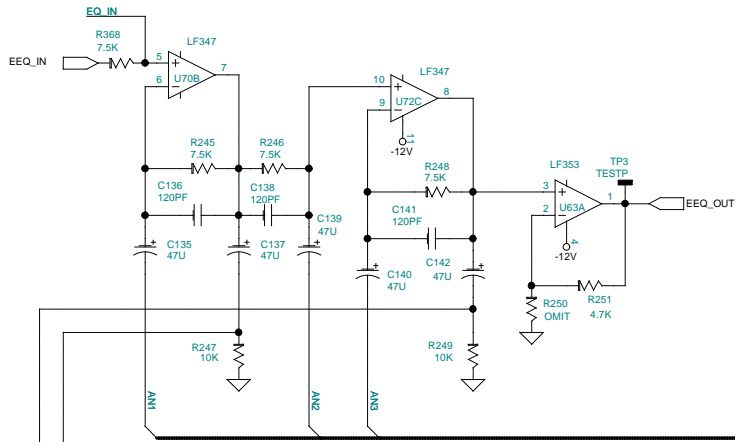 EQ_IN
R368
7.5K
LF347
EEQ_IN
5
6
7
U70B
LF347
10
9
8
U72C
11
-12V
R245
7.5K
R246
7.5K
R248
7.5K
LF353
TP3
TESTP
3
2
1
U63A
EEQ_OUT
4
-12V
C136
120PF
C138
120PF
C139
47U
C141
120PF
C135
47U
C137
47U
C140
47U
C142
47U
R250
OMIT
R251
4.7K
R247
10K
R249
10K
AN1
AN2
AN3